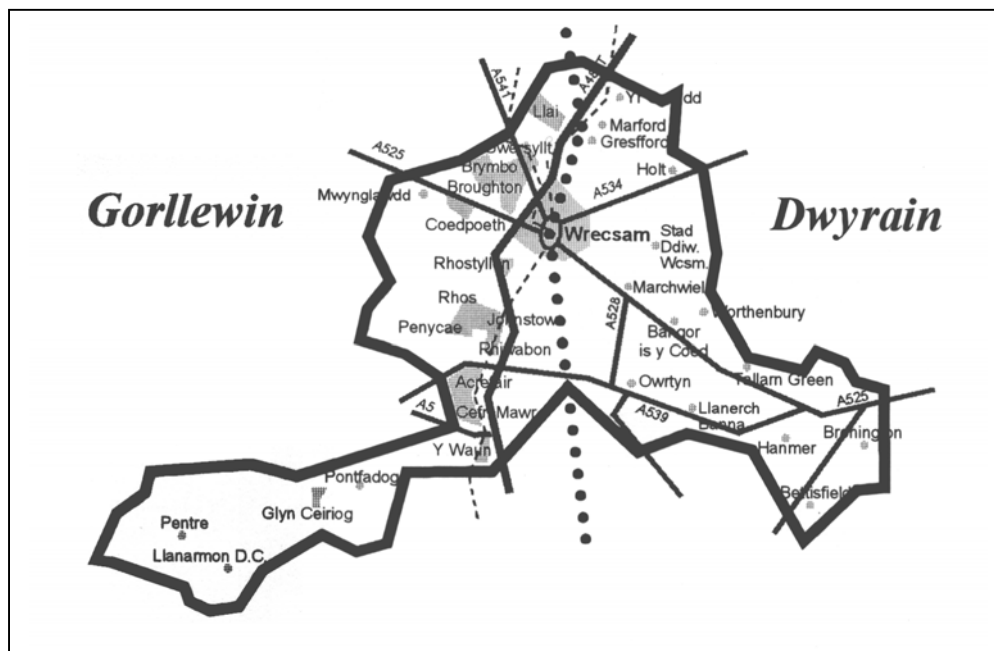 A541
A525
Llai
Marford
Gresffordd
Brymbo
Broughton
Holt
A534
Gorllewin
Dwyrain
Coedpoeth
Wrecsam
Stad
Ddiw.
Wcsm.
Rhostyllen
Marchwiel
Rhos
A528
Worthenbury
Penycae
Bangor
is y Coed
Rhiwabon
Acrefair
Owrtyn
Tallarn Green
A5
Cefn Mawr
A539
Llanerch
Banna
A525
Hanmer
Bronington
Y Waun
Pontfadog
Bettisfield
Glyn Ceiriog
Pentre
Llanarmon D.C.